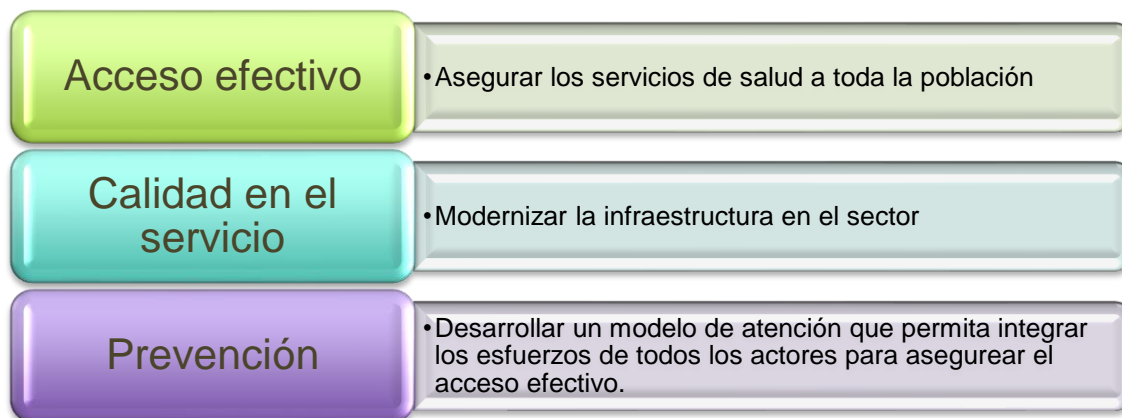 Acceso efectivo
•Asegurar los servicios de salud a toda la población
Calidad en el
servicio
•Modernizar la infraestructura en el sector
Prevención
•Desarrollar un modelo de atención que permita integrar
los esfuerzos de todos los actores para asegurear el
acceso efectivo.